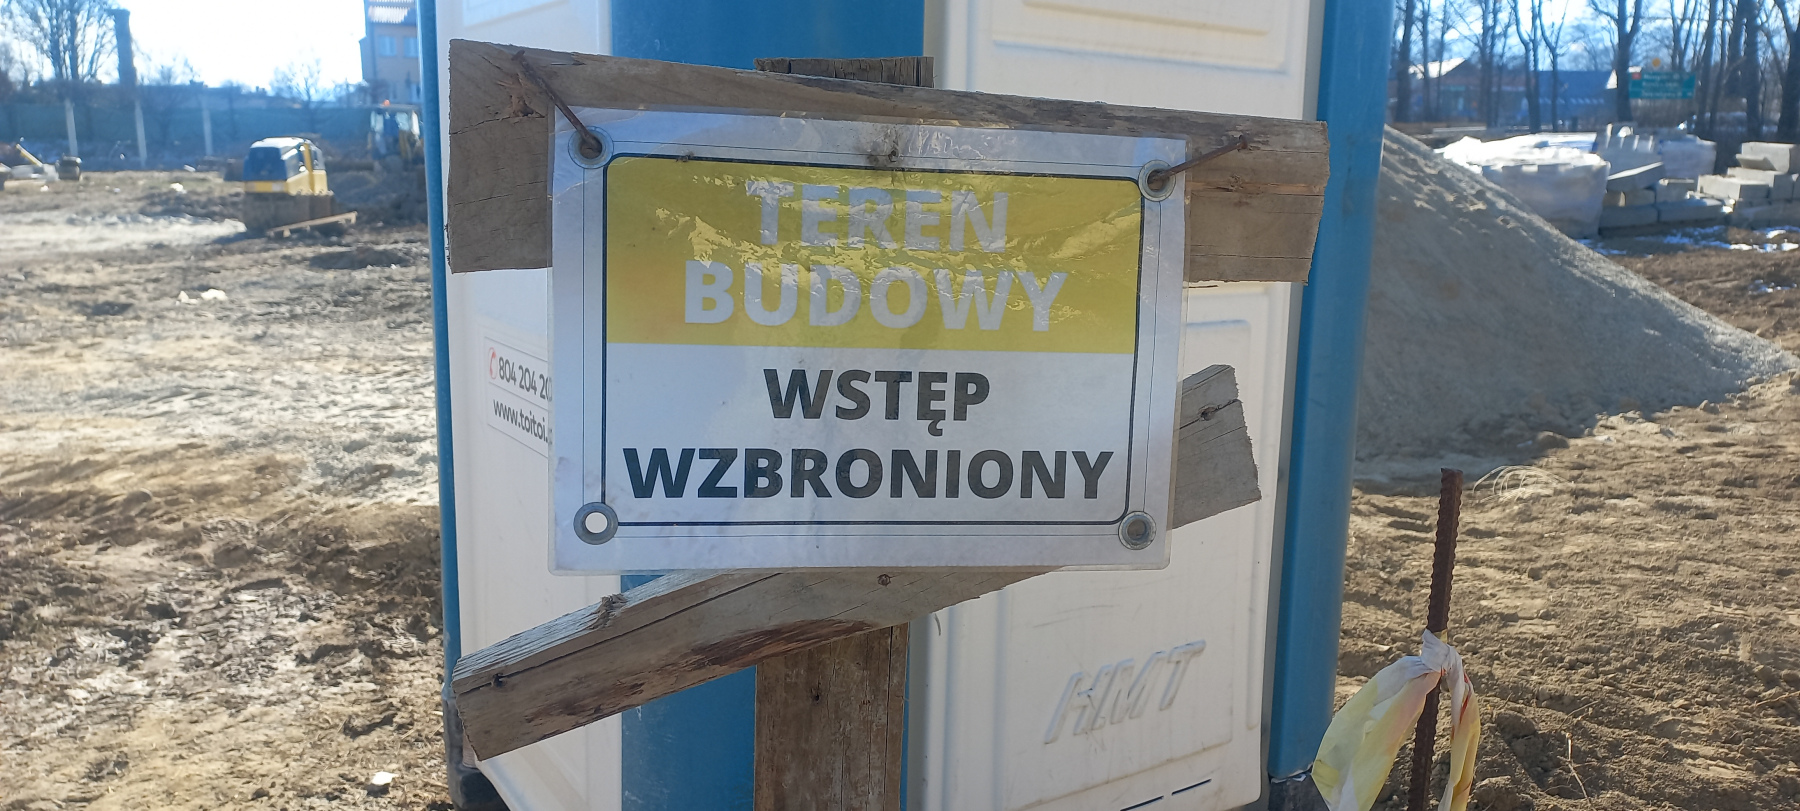 TEREN
BUDOWY
WSTĘP
WZBRONIONY
804 204 20
www.toitoi.
HMT